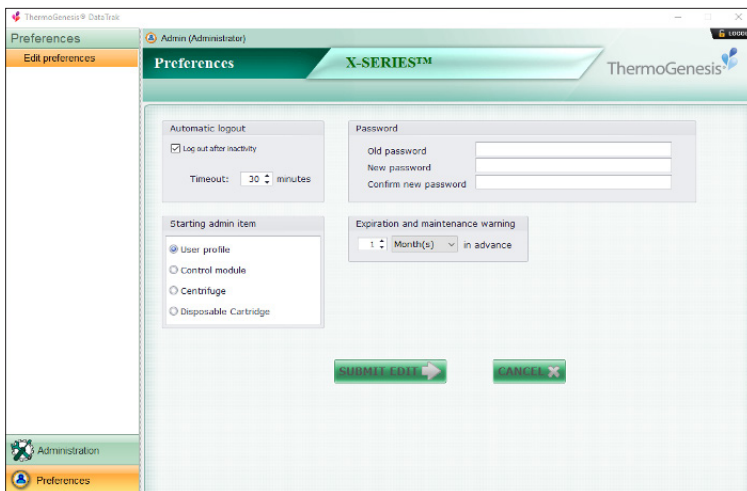 ThermoGenesis® DataTrak
Preferences
Admin (Administrator)
Edit preferences
Preferences
X-SERIES™
ThermoGenesis
Automatic logout
Log out after inactivity
Timeout: 30 minutes
Password
Old password
New password
Confirm new password
Starting admin item
User profile
Control module
Centrifuge
Disposable Cartridge
Expiration and maintenance warning
1 Month(s) in advance
SUBMIT EDIT
CANCEL
Administration
Preferences